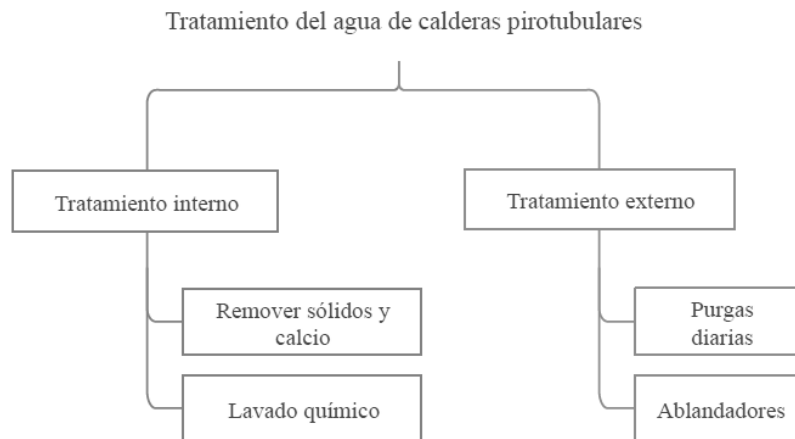 Tratamiento del agua de calderas pirotubulares
Tratamiento interno
Tratamiento externo
Remover sólidos y
calcio
Purgas
diarias
Lavado químico
Ablandadores